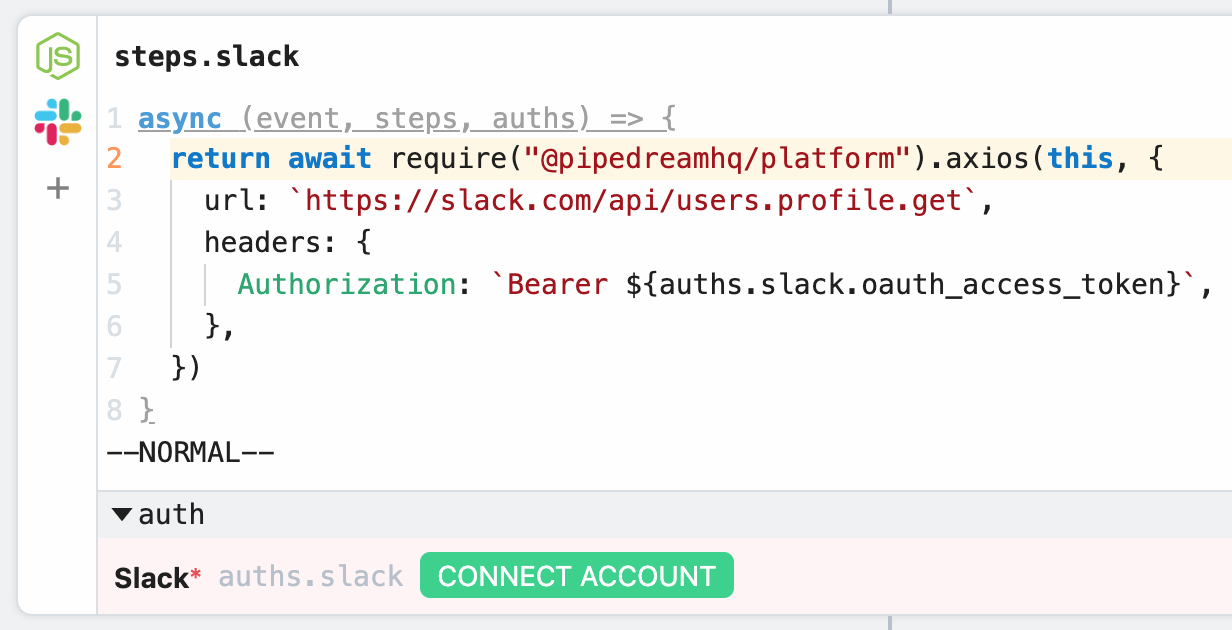 JS
steps.slack
1 async (event, steps, auths) => {
2 return await require("@pipedreamhq/platform").axios(this, {
3 url: `https://slack.com/api/users.profile.get`,
4 headers: {
5 Authorization: `Bearer ${auths.slack.oauth_access_token}`,
6 },
7 })
8 }
--NORMAL--
auth
Slack* auths.slack CONNECT ACCOUNT